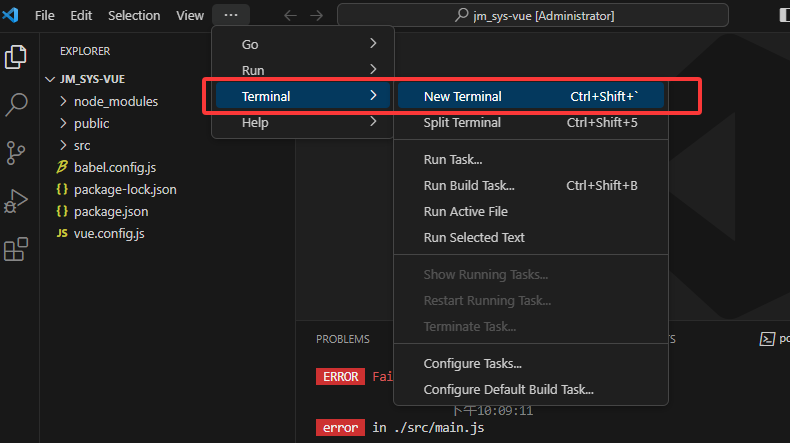 File Edit Selection View ··· jm_sys-vue [Administrator]
EXPLORER
JM_SYS-VUE
node_modules
public
src
babel.config.js
package-lock.json
package.json
vue.config.js
Go
Run
Terminal
Help
New Terminal Ctrl+Shift+`
Split Terminal Ctrl+Shift+5
Run Task...
Run Build Task... Ctrl+Shift+B
Run Active File
Run Selected Text
Show Running Tasks...
Restart Running Task...
Terminate Task...
Configure Tasks...
Configure Default Build Task...
PROBLEMS
ERROR Fai
下午10:09:11
error in ./src/main.js